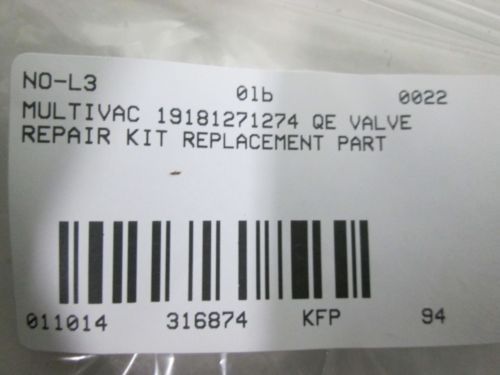 NO-L3 01b 0022
MULTIVAC 19181271274 QE VALVE
REPAIR KIT REPLACEMENT PART
011014 316874 KFP 94